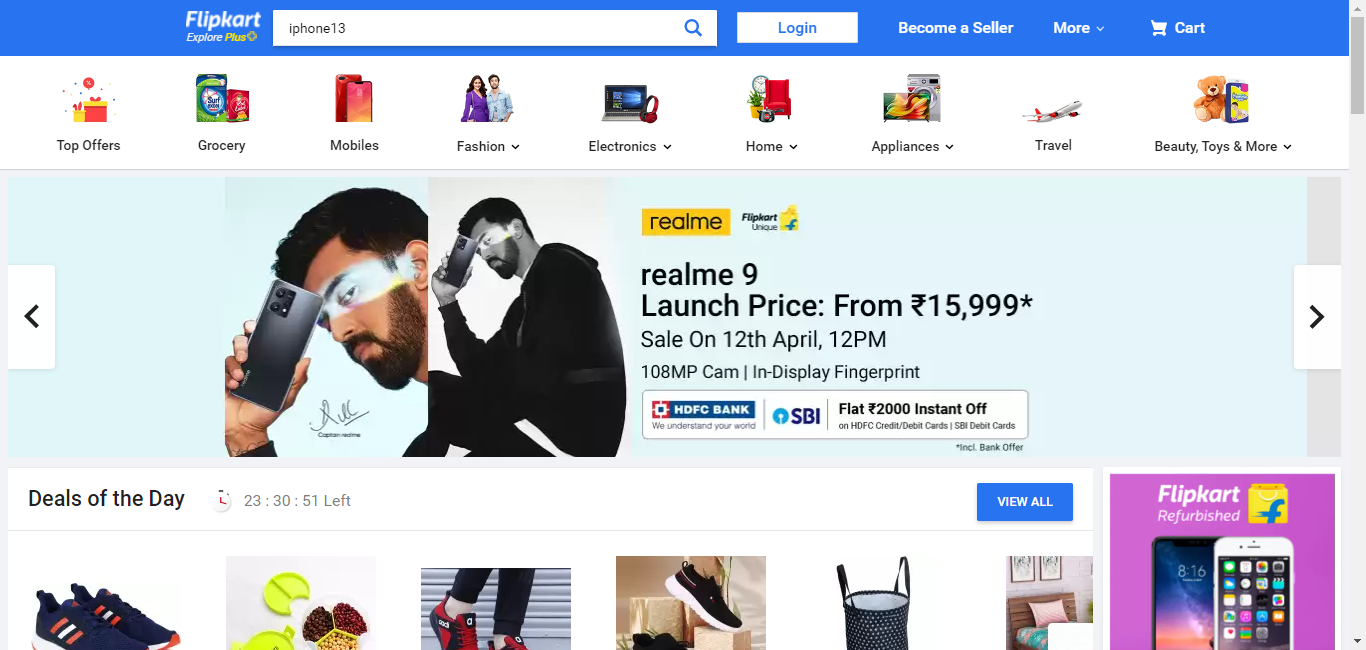 Flipkart
Explore Plus
iphone13
Login
Become a Seller
More
Cart
Top Offers
Grocery
Mobiles
Fashion
Electronics
Home
Appliances
Travel
Beauty, Toys & More
realme
Flipkart
Unique
realme 9
Launch Price: From ₹15,999*
Sale On 12th April, 12PM
108MP Cam | In-Display Fingerprint
HDFC BANK
We understand your world
SBI
Flat ₹2000 Instant Off
on HDFC Credit/Debit Cards | SBI Debit Cards
*Incl. Bank Offer
Captain realme
Deals of the Day
23 : 30 : 51 Left
VIEW ALL
Flipkart
Refurbished
8:16